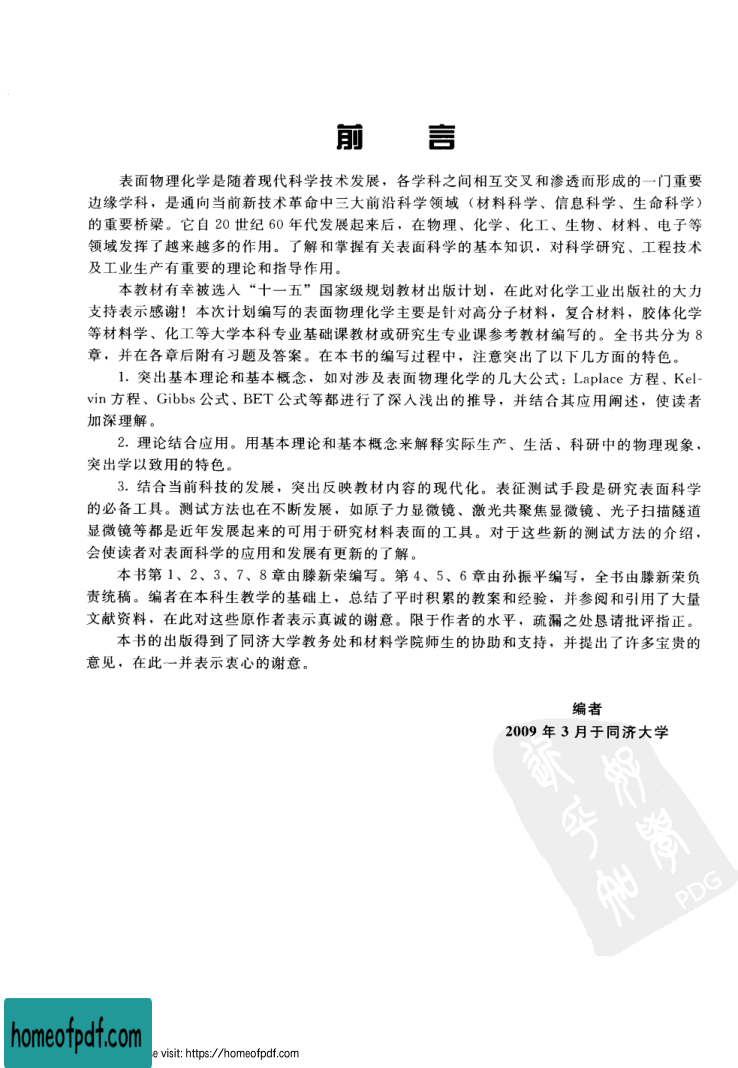 前 言
表面物理化学是随着现代科学技术发展，各学科之间相互交叉和渗透而形成的一门重要
边缘学科，是通向当前新技术革命中三大前沿科学领域（材料科学、信息科学、生命科学）
的重要桥梁。它自 20 世纪 60 年代发展起来后，在物理、化学、化工、生物、材料、电子等
领域发挥了越来越多的作用。了解和掌握有关表面科学的基本知识，对科学研究、工程技术
及工业生产有重要的理论和指导作用。
本教材有幸被选入“十一五”国家级规划教材出版计划，在此对化学工业出版社的大力
支持表示感谢！本次计划编写的表面物理化学主要是针对高分子材料，复合材料，胶体化学
等材料学、化工等大学本科专业基础课教材或研究生专业课参考教材编写的。全书共分为 8
章，并在各章后附有习题及答案。在本书的编写过程中，注意突出了以下几方面的特色。
1. 突出基本理论和基本概念，如对涉及表面物理化学的几大公式：Laplace 方程、Kel-
vin 方程、Gibbs 公式、BET 公式等都进行了深入浅出的推导，并结合其应用阐述，使读者
加深理解。
2. 理论结合应用。用基本理论和基本概念来解释实际生产、生活、科研中的物理现象，
突出学以致用的特色。
3. 结合当前科技的发展，突出反映教材内容的现代化。表征测试手段是研究表面科学
的必备工具。测试方法也在不断发展，如原子力显微镜、激光共聚焦显微镜、光子扫描隧道
显微镜等都是近年发展起来的可用于研究材料表面的工具。对于这些新的测试方法的介绍，
会使读者对表面科学的应用和发展有更新的了解。
本书第 1、2、3、7、8 章由滕新荣编写。第 4、5、6 章由孙振平编写，全书由滕新荣负
责统稿。编者在本科生教学的基础上，总结了平时积累的教案和经验，并参阅和引用了大量
文献资料，在此对这些原作者表示真诚的谢意。限于作者的水平，疏漏之处恳请批评指正。
本书的出版得到了同济大学教务处和材料学院师生的协助和支持，并提出了许多宝贵的
意见，在此一并表示衷心的谢意。
编者
2009 年 3 月于同济大学
PDG
homeofpdf.com
e visit: https://homeofpdf.com